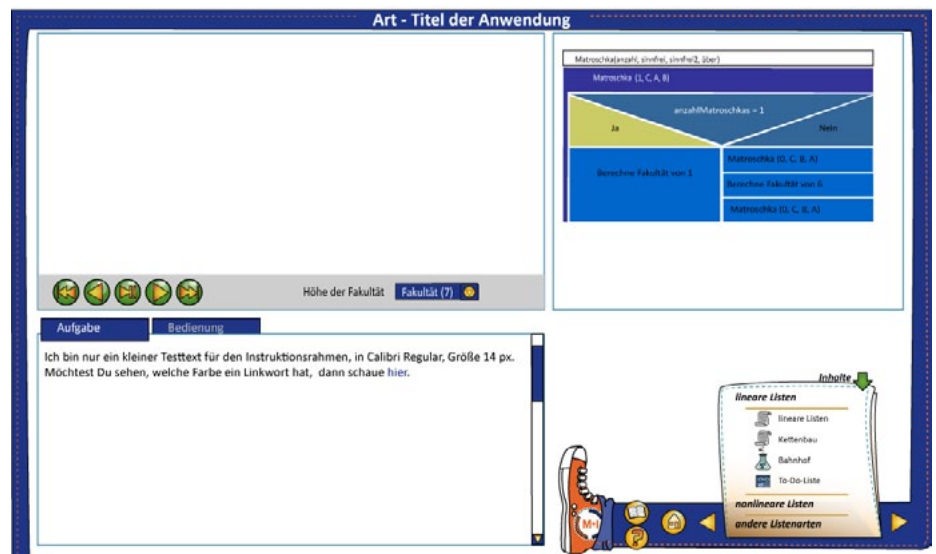 Art - Titel der Anwendung
Matroschka(anzahl, sinnfrei, sinnfrei2, über)
Matroschka (1, C, A, B)
anzahlMatroschkas = 1
Ja
Nein
Berechne Fakultät von 1
Matroschka (0, C, B, A)
Berechne Fakultät von 6
Matroschka (0, C, B, A)
Höhe der Fakultät
Fakultät (7)
Aufgabe
Bedienung
Ich bin nur ein kleiner Testtext für den Instruktionsrahmen, in Calibri Regular, Größe 14 px.
Möchtest Du sehen, welche Farbe ein Linkwort hat, dann schaue hier.
Inhalte
lineare Listen
lineare Listen
Kettenbau
Bahnhof
To-Do-Liste
nonlineare Listen
andere Listenarten
M·I
?